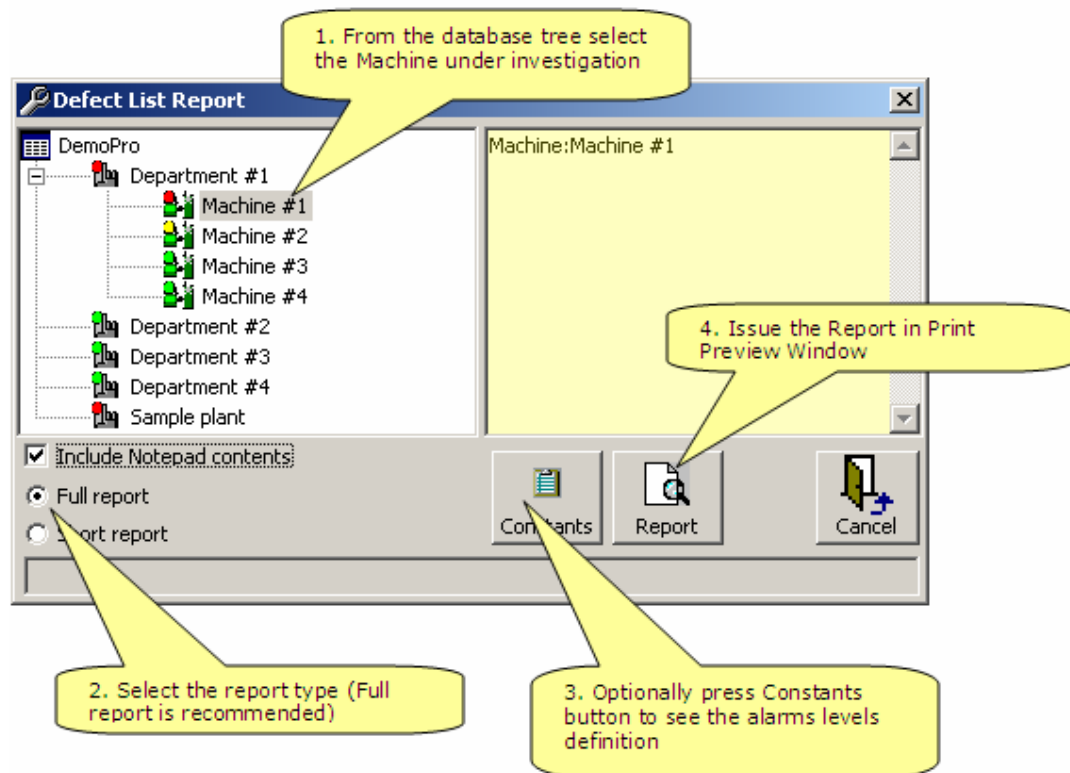 1. From the database tree select
the Machine under investigation
Defect List Report
DemoPro
Department #1
Machine #1
Machine #2
Machine #3
Machine #4
Department #2
Department #3
Department #4
Sample plant
Machine:Machine #1
4. Issue the Report in Print
Preview Window
Include Notepad contents
Full report
Short report
Constants
Report
Cancel
2. Select the report type (Full
report is recommended)
3. Optionally press Constants
button to see the alarms levels
definition